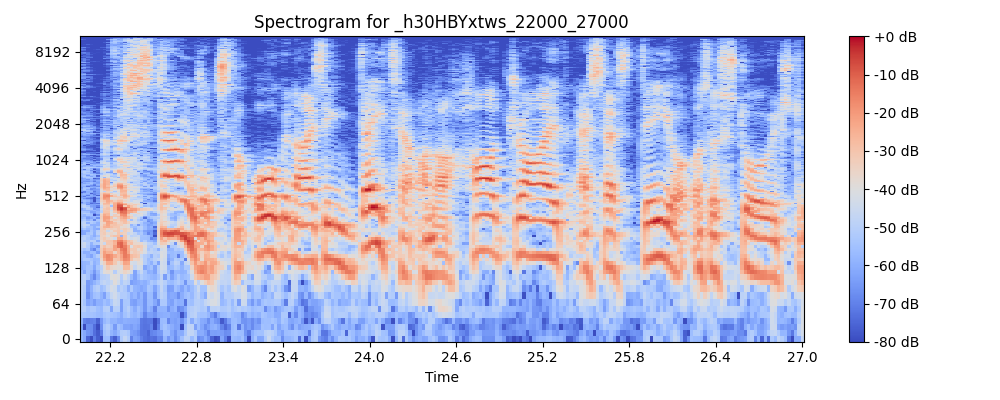 Spectrogram for _h30HBYxtws_22000_27000
Hz
8192
4096
2048
1024
512
256
128
64
0
22.2 22.8 23.4 24.0 24.6 25.2 25.8 26.4 27.0
Time
+0 dB
-10 dB
-20 dB
-30 dB
-40 dB
-50 dB
-60 dB
-70 dB
-80 dB